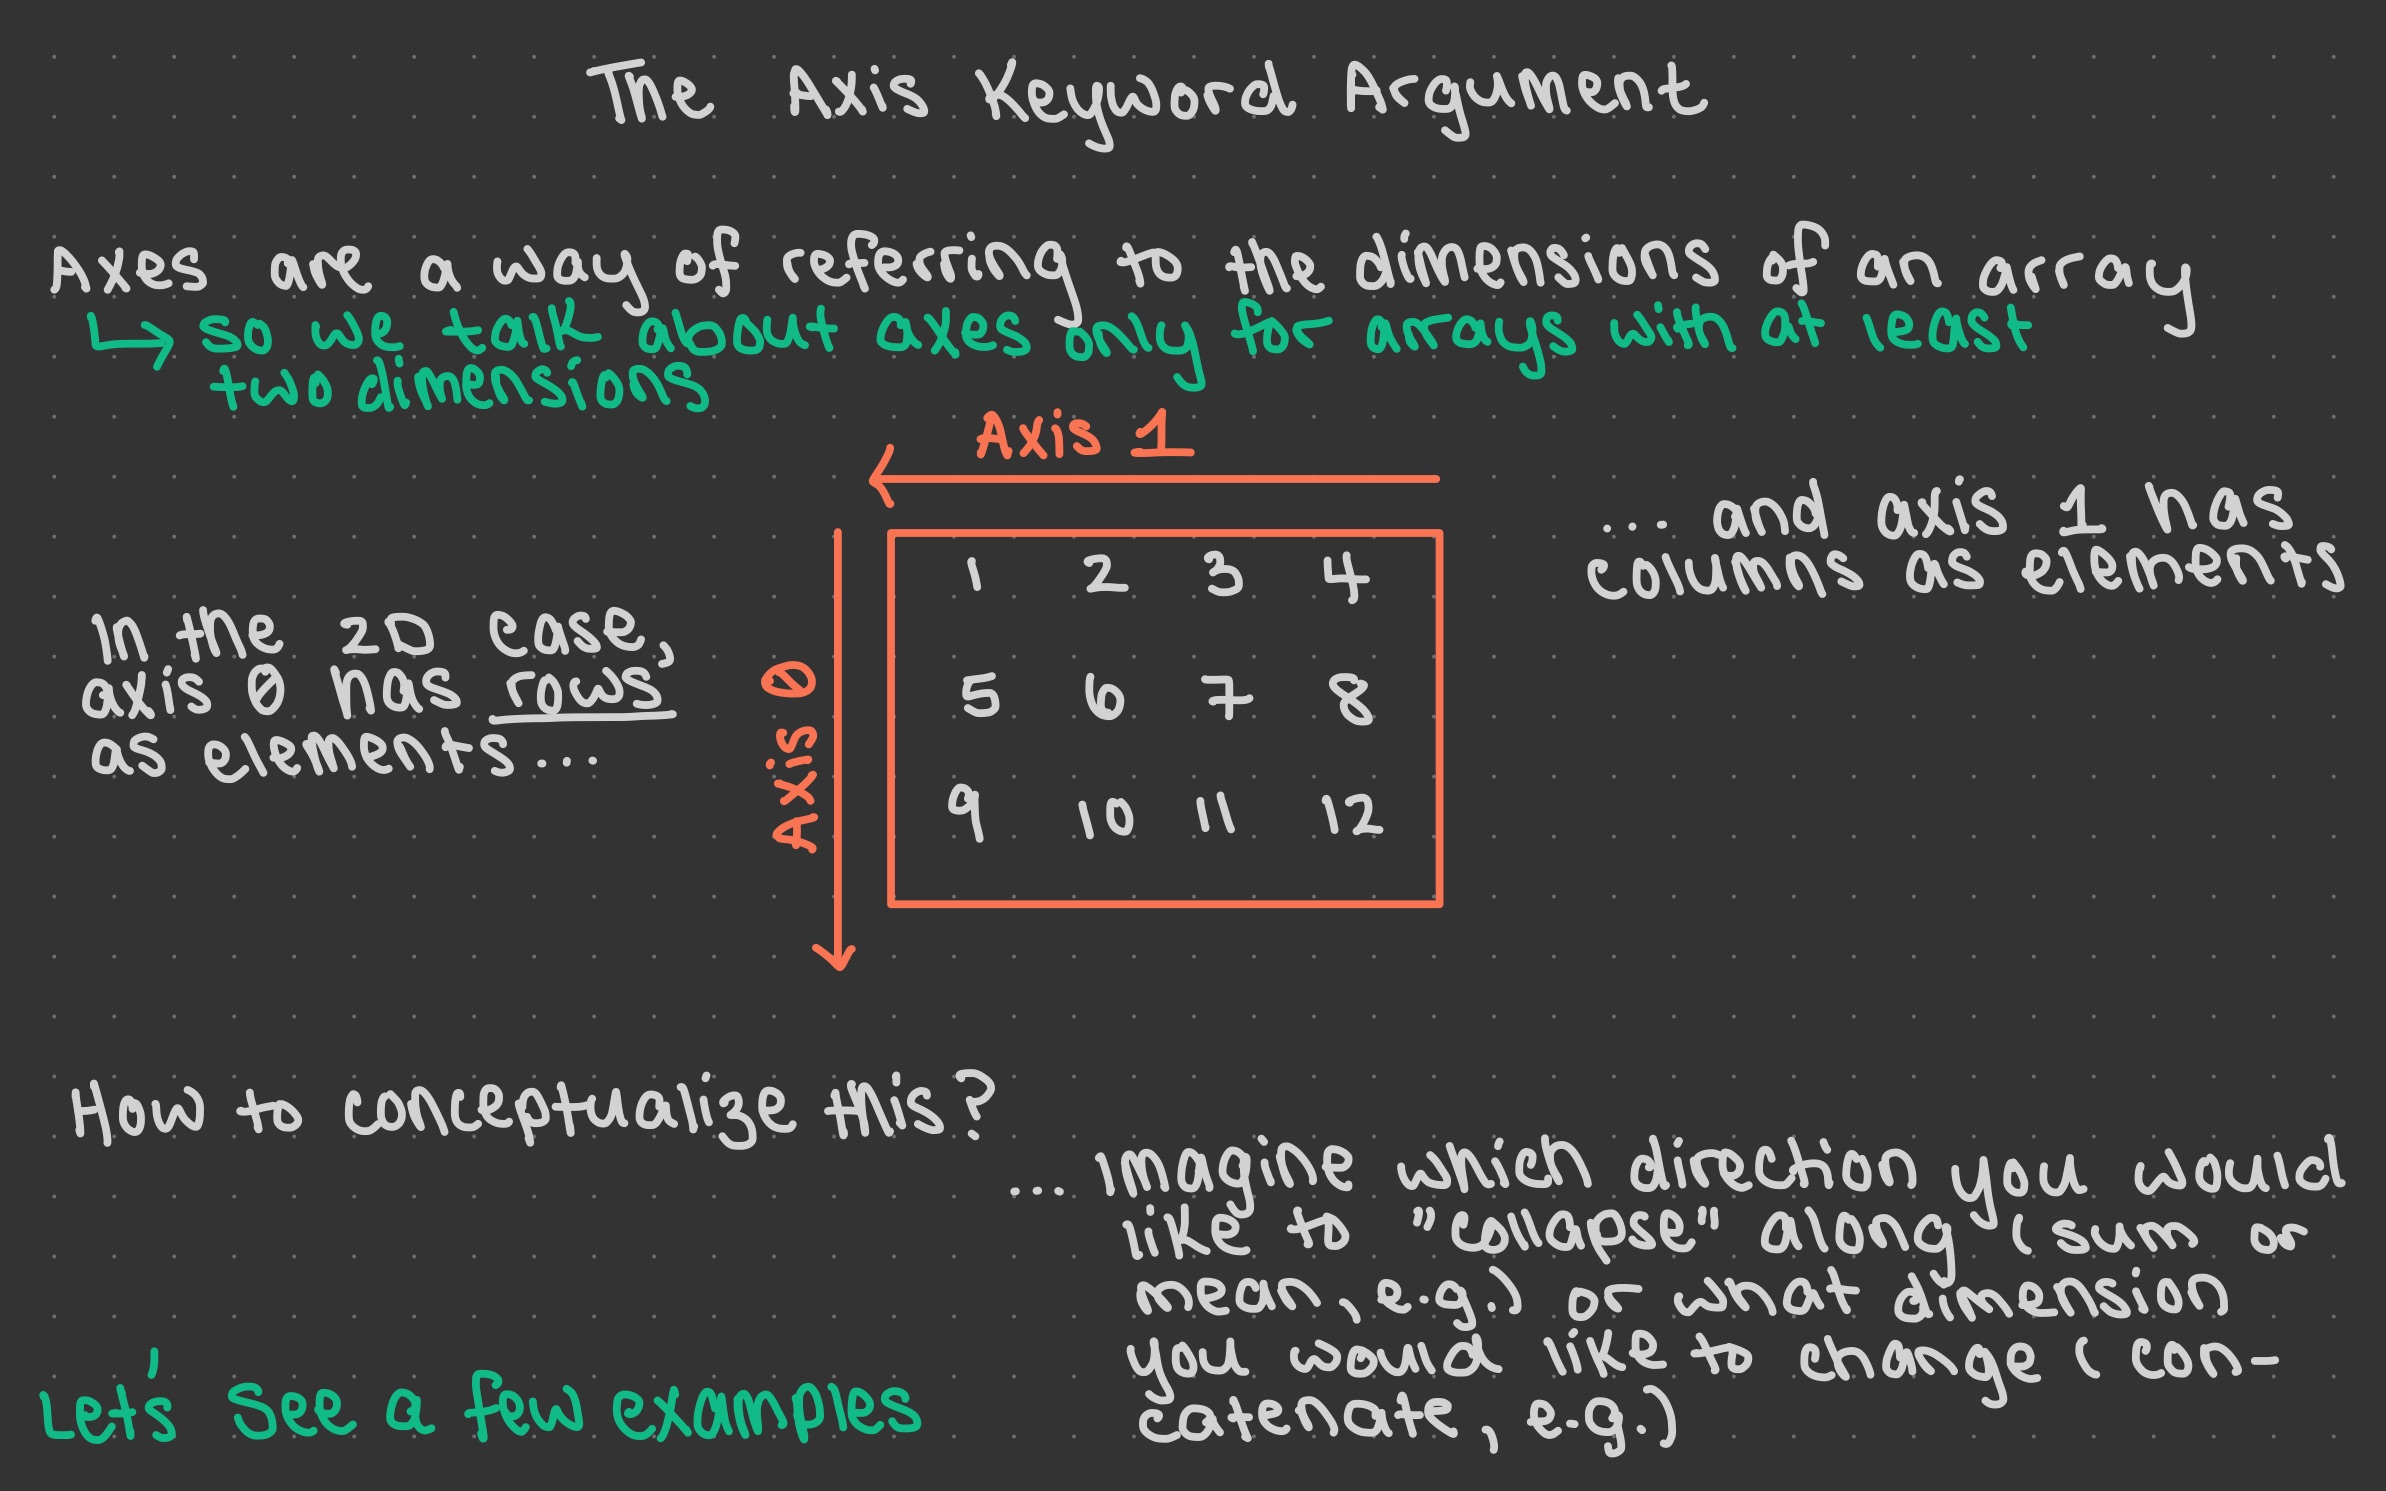 The Axis Keyword Argument
Axes are a way of referring to the dimensions of an array
↳ so we talk about axes only for arrays with at least
two dimensions
Axis 1
... and axis 1 has
columns as elements
In the 2D case,
axis 0 has rows
as elements ...
Axis 0
1 2 3 4
5 6 7 8
9 10 11 12
How to conceptualize this?
... imagine which direction you would
like to "collapse" along (sum or
mean, e.g.) or what dimension
you would like to change (con-
catenate, e.g.)
Let's see a few examples